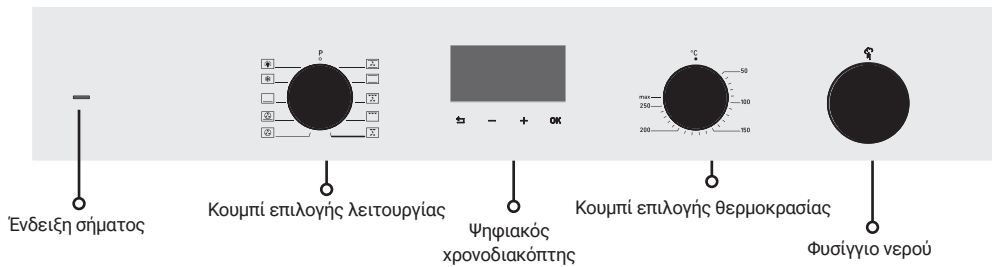 P
°C
50
max
250
100
200
150
− + OK
Ένδειξη σήματος
Κουμπί επιλογής λειτουργίας
Ψηφιακός
χρονοδιακόπτης
Κουμπί επιλογής θερμοκρασίας
Φυσίγγιο νερού